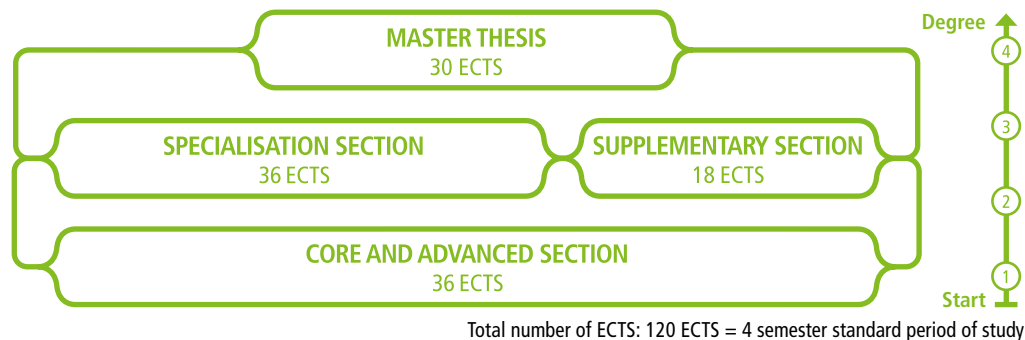 MASTER THESIS
30 ECTS
SPECIALISATION SECTION
36 ECTS
SUPPLEMENTARY SECTION
18 ECTS
CORE AND ADVANCED SECTION
36 ECTS
Degree
4
3
2
1
Start
Total number of ECTS: 120 ECTS = 4 semester standard period of study